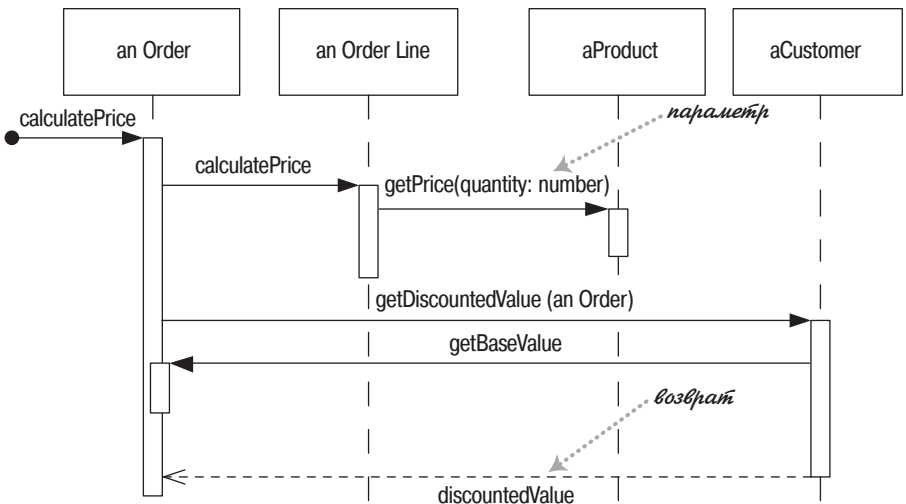 an Order
an Order Line
aProduct
aCustomer
calculatePrice
параметр
calculatePrice
getPrice(quantity: number)
getDiscountedValue (an Order)
getBaseValue
возврат
discountedValue